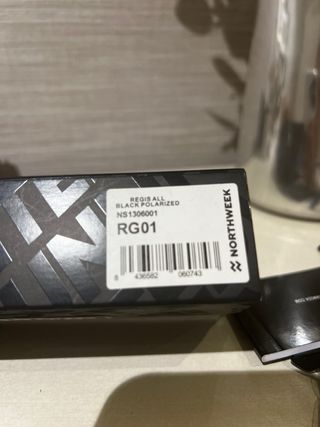 REGIS ALL
BLACK POLARIZED
NS1306001
RG01
8 436582 060743
NORTHWEEK